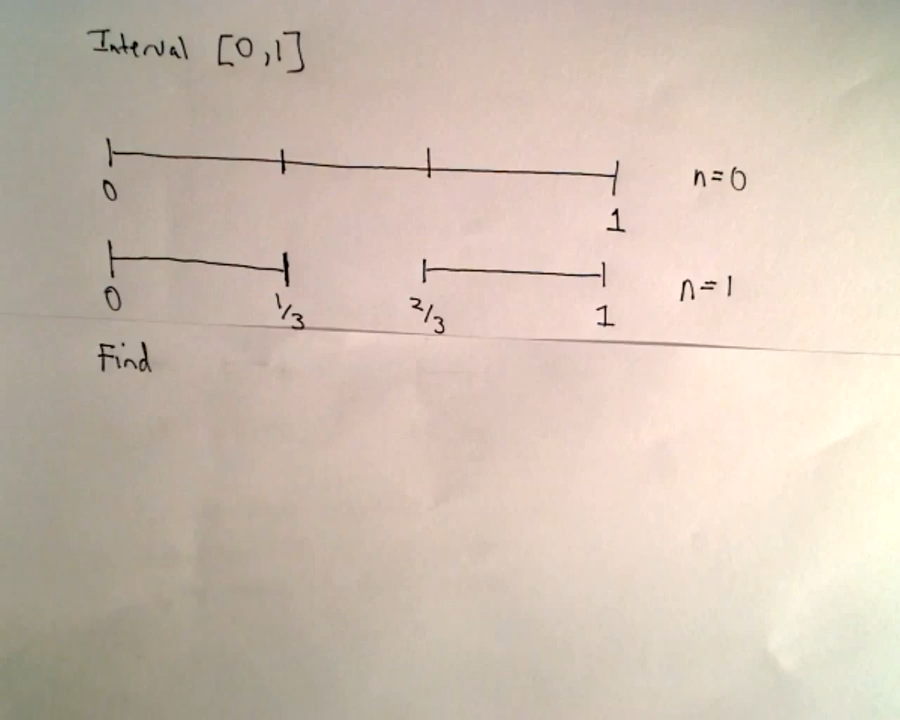 Interval [0,1]
0 1 n=0
0 1/3 2/3 1 n=1
Find